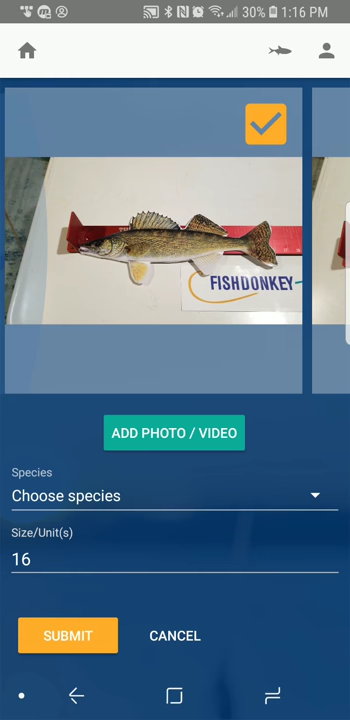 30% 1:16 PM
FISHDONKEY
ADD PHOTO / VIDEO
Species
Choose species
Size/Unit(s)
16
SUBMIT
CANCEL